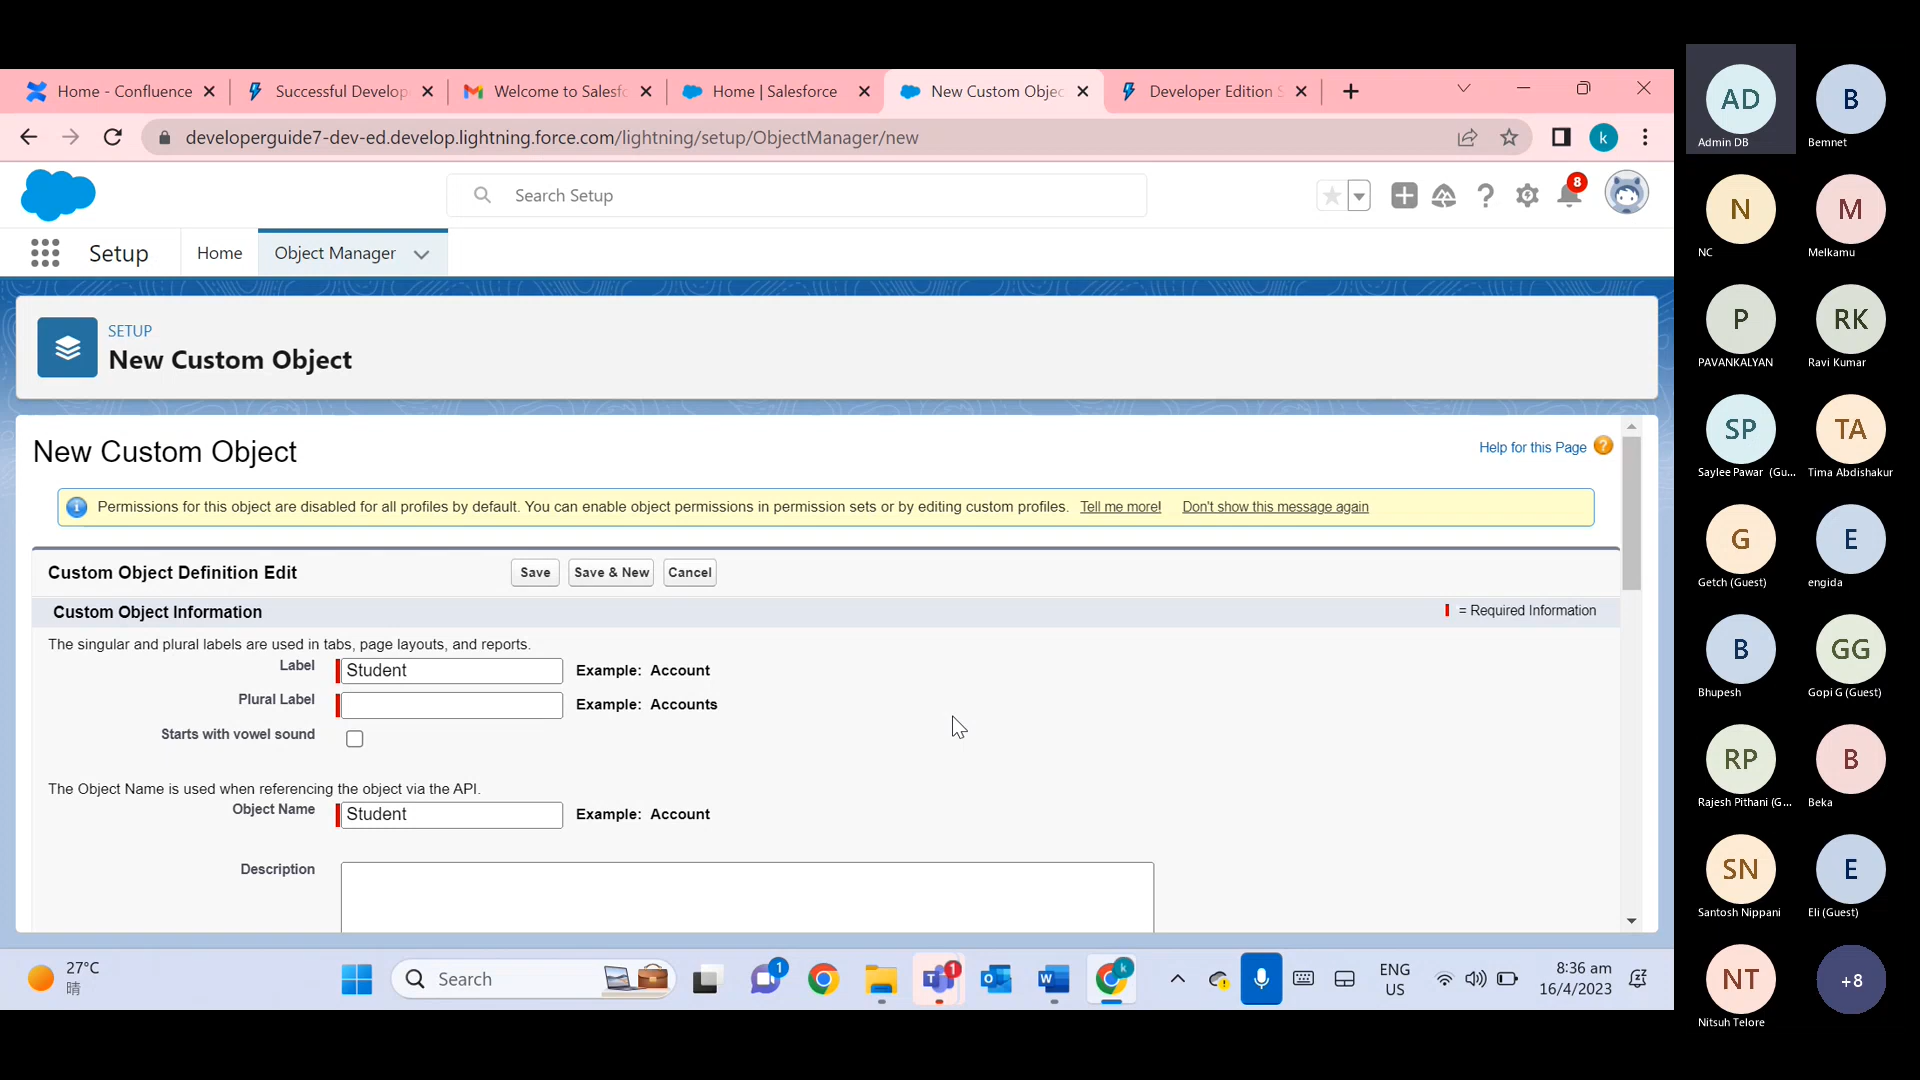 Home - Confluence
Successful Develop
Welcome to Salesfo
Home | Salesforce
New Custom Objec
Developer Edition S
developerguide7-dev-ed.develop.lightning.force.com/lightning/setup/ObjectManager/new
k
Search Setup
8
Setup
Home
Object Manager
SETUP
New Custom Object
New Custom Object
Help for this Page
Permissions for this object are disabled for all profiles by default. You can enable object permissions in permission sets or by editing custom profiles. Tell me more! Don't show this message again
Custom Object Definition Edit
Save
Save & New
Cancel
Custom Object Information
= Required Information
The singular and plural labels are used in tabs, page layouts, and reports.
Label Student Example: Account
Plural Label Example: Accounts
Starts with vowel sound
The Object Name is used when referencing the object via the API.
Object Name Student Example: Account
Description
27°C
晴
Search
1
1
k
ENG
US
8:36 am
16/4/2023
AD
Admin DB
B
Bemnet
N
NC
M
Melkamu
P
PAVANKALYAN
RK
Ravi Kumar
SP
Saylee Pawar (Gu...
TA
Tima Abdishakur
G
Getch (Guest)
E
engida
B
Bhupesh
GG
Gopi G (Guest)
RP
Rajesh Pithani (G...
B
Beka
SN
Santosh Nippani
E
Eli (Guest)
NT
Nitsuh Telore
+8